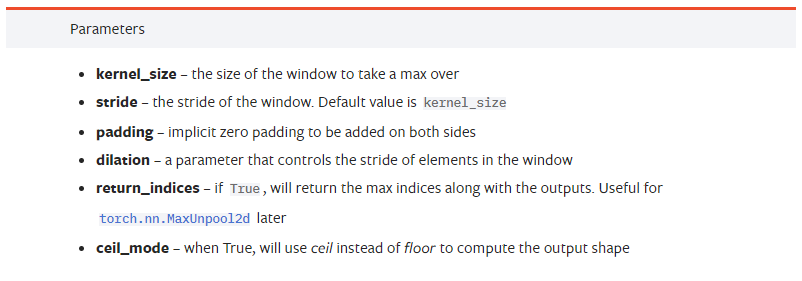 Parameters
• kernel_size – the size of the window to take a max over
• stride – the stride of the window. Default value is kernel_size
• padding – implicit zero padding to be added on both sides
• dilation – a parameter that controls the stride of elements in the window
• return_indices – if True, will return the max indices along with the outputs. Useful for
torch.nn.MaxUnpool2d later
• ceil_mode – when True, will use ceil instead of floor to compute the output shape